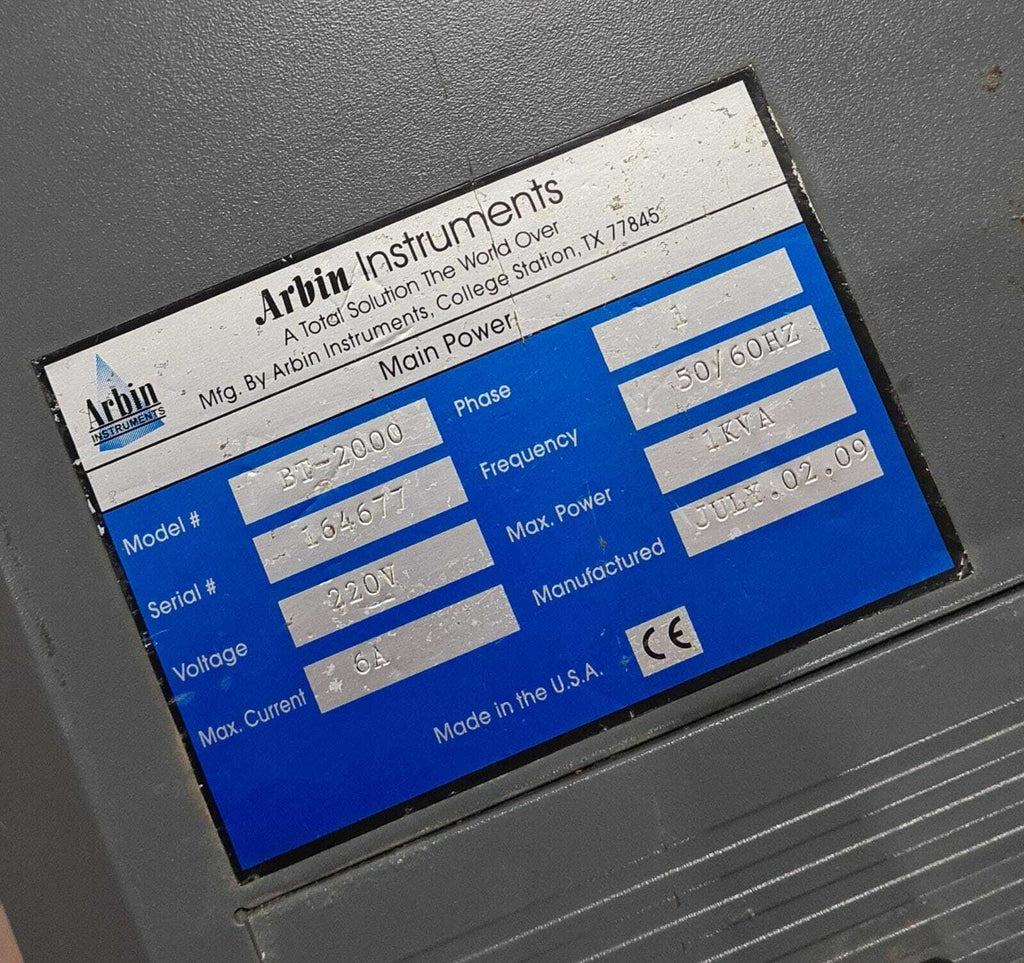 Arbin Instruments
A Total Solution The World Over
Mfg. By Arbin Instruments, College Station, TX 77845
Arbin
INSTRUMENTS
Main Power
Model # BT-2000
Serial # 164677
Voltage 220V
Max. Current 6A
Phase 1
Frequency 50/60HZ
Max. Power 1KVA
Manufactured JULY.02.09
Made in the U.S.A. CE